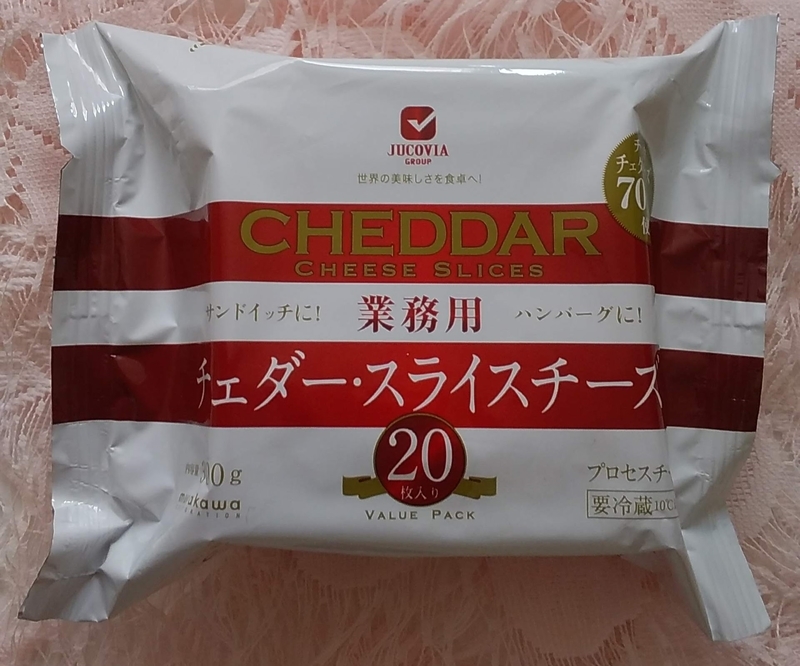 JUCOVIA
GROUP
世界の美味しさを食卓へ!
70
CHEDDAR
CHEESE SLICES
サンドイッチに! 業務用 ハンバーグに!
チェダー・スライスチーズ
20
枚入り
VALUE PACK
g
プロセスチ
要冷蔵 10℃